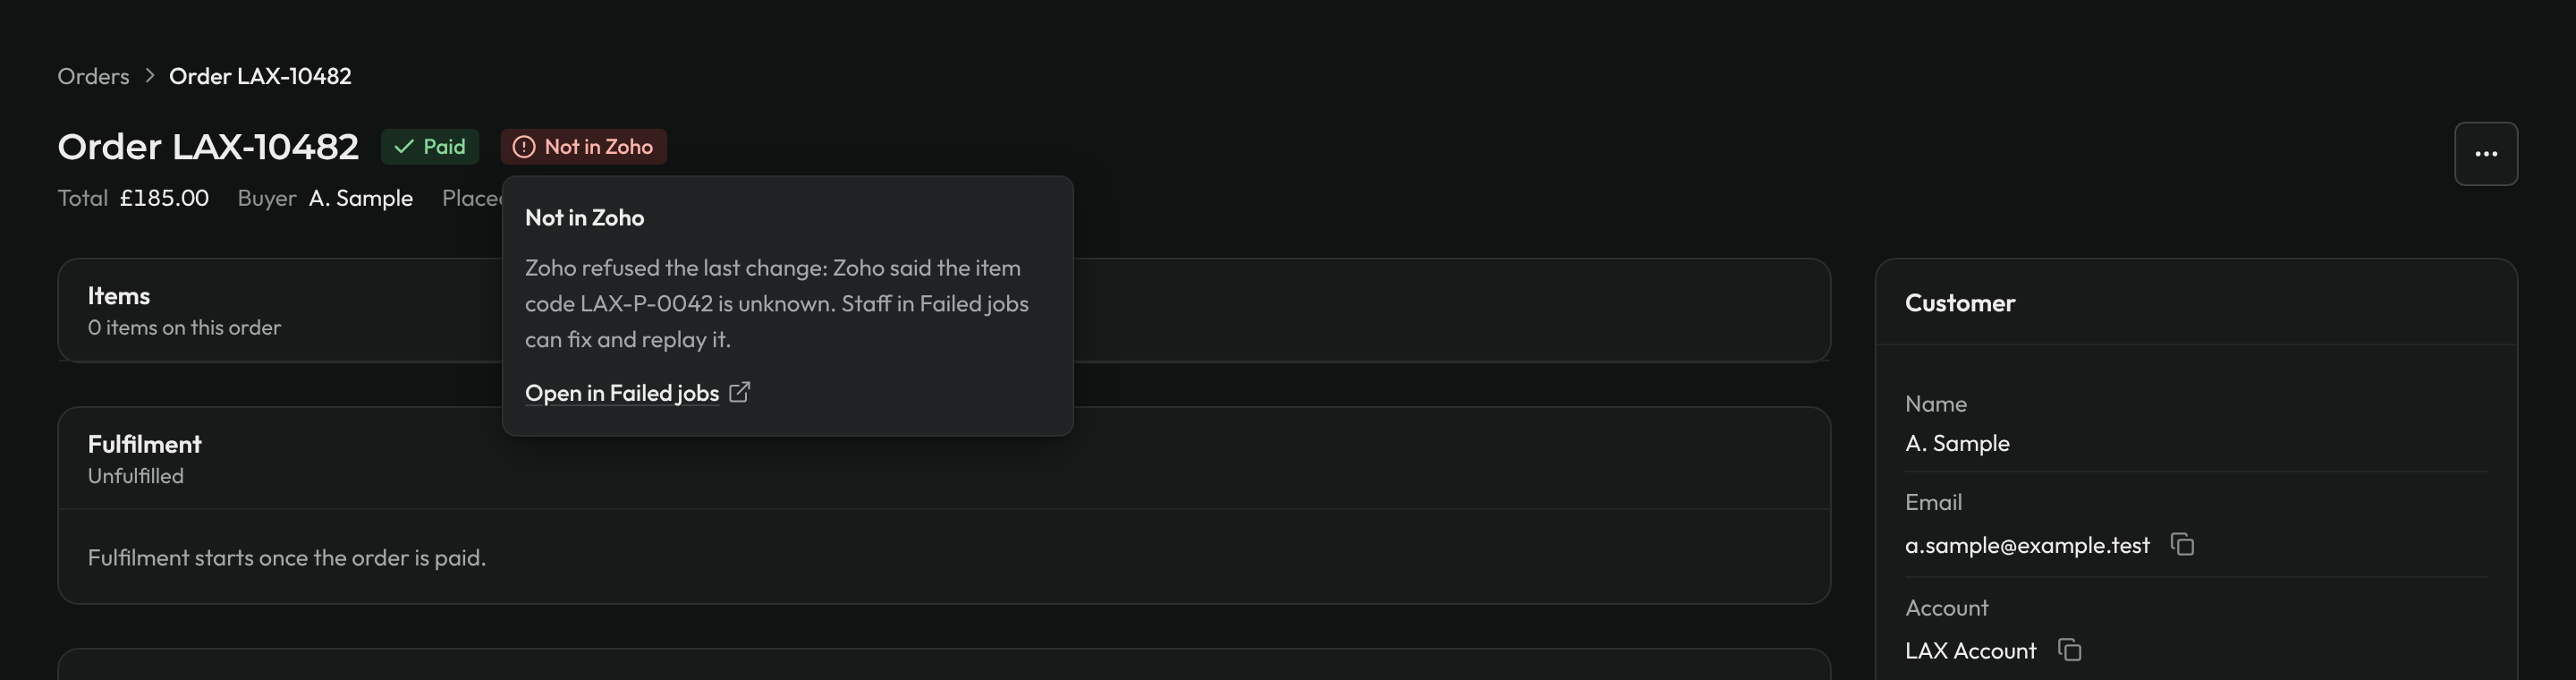 Orders > Order LAX-10482
Order LAX-10482 Paid Not in Zoho
Total £185.00 Buyer A. Sample
Not in Zoho
Zoho refused the last change: Zoho said the item
code LAX-P-0042 is unknown. Staff in Failed jobs
can fix and replay it.
Open in Failed jobs
Items
0 items on this order
Fulfilment
Unfulfilled
Fulfilment starts once the order is paid.
Customer
Name
A. Sample
Email
a.sample@example.test
Account
LAX Account